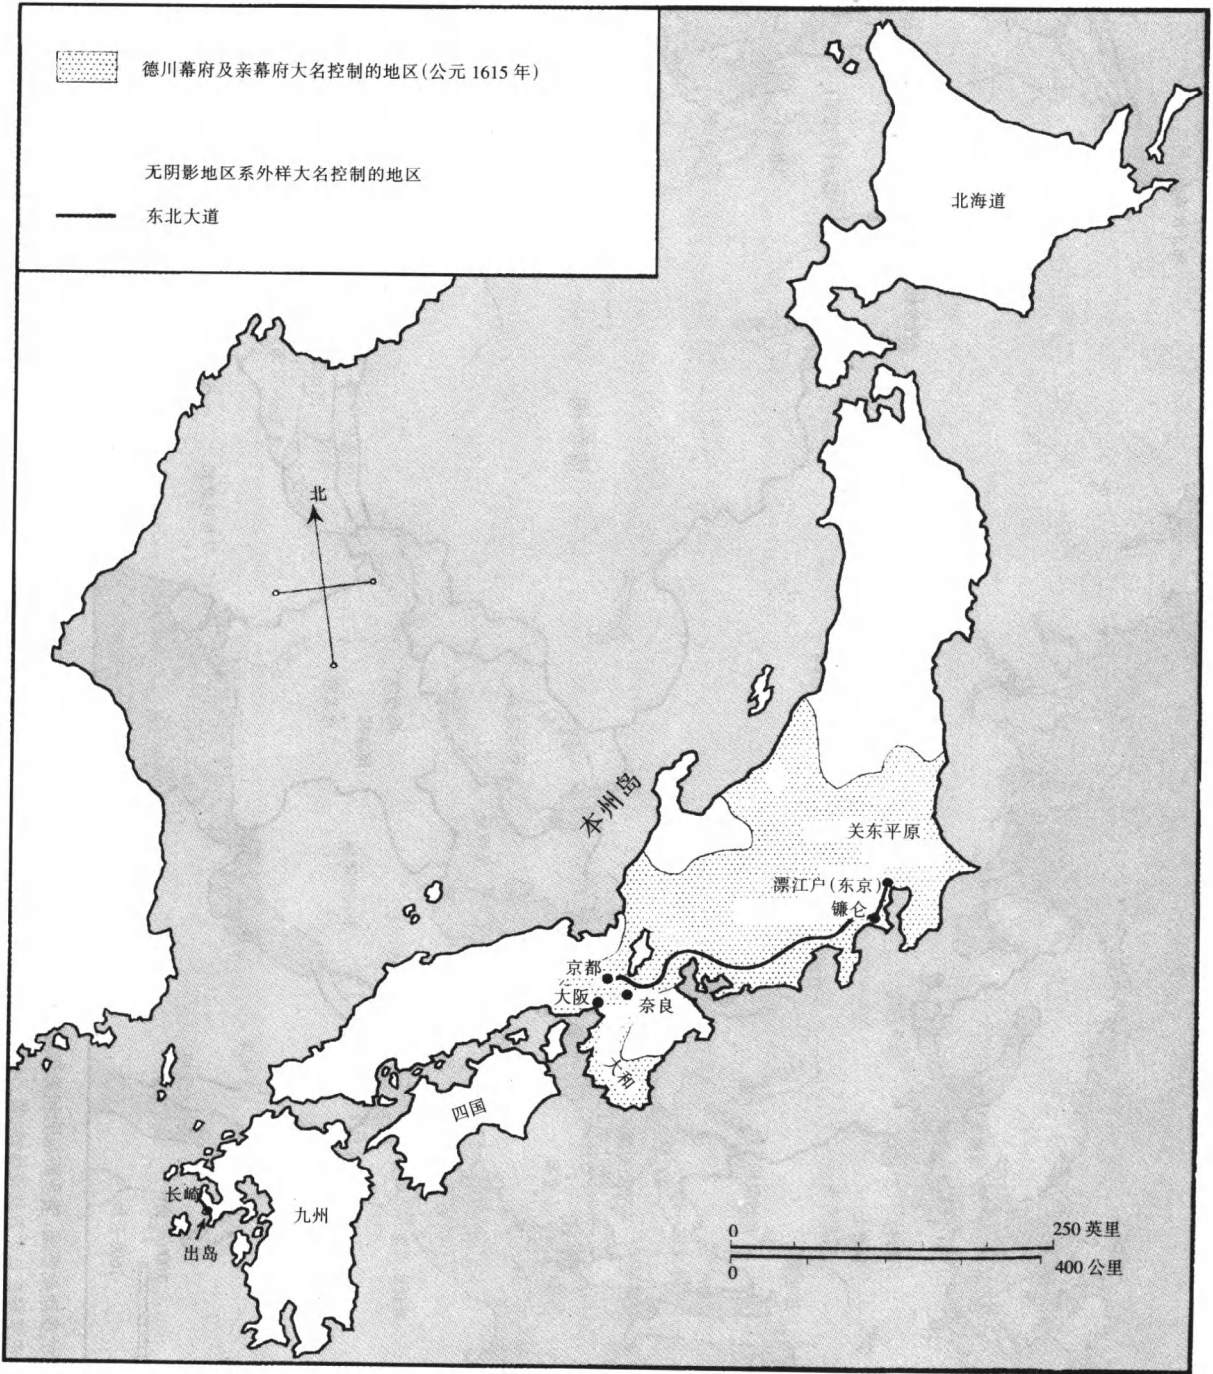 德川幕府及亲幕府大名控制的地区(公元 1615 年)
无阴影地区系外样大名控制的地区
东北大道
北海道
北
本州岛
关东平原
漂江户(东京)
镰仑
京都
大阪
奈良
大和
四国
长崎
九州
出岛
0 250 英里
0 400 公里